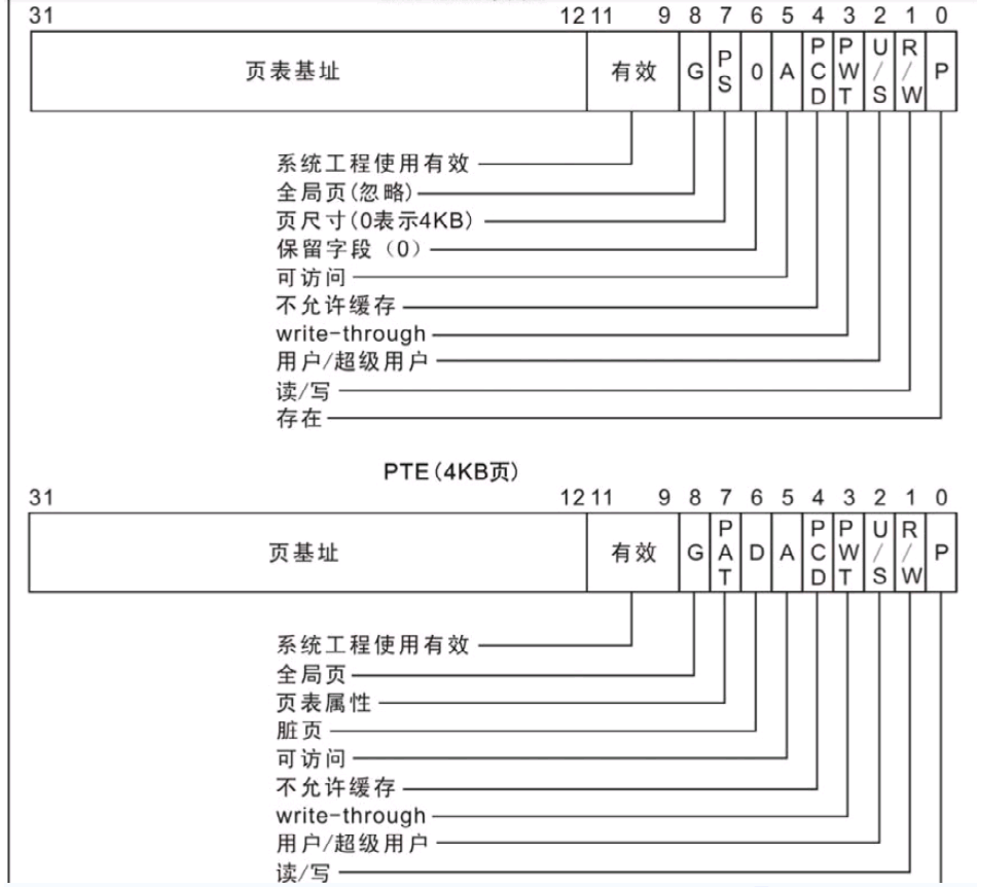 31 12 11 9 8 7 6 5 4 3 2 1 0
页表基址 有效 G PS 0 A PCD PWT U/S R/W P
系统工程使用有效
全局页(忽略)
页尺寸(0表示4KB)
保留字段（0）
可访问
不允许缓存
write-through
用户/超级用户
读/写
存在
PTE(4KB页)
31 12 11 9 8 7 6 5 4 3 2 1 0
页基址 有效 G PAT D A PCD PWT U/S R/W P
系统工程使用有效
全局页
页表属性
脏页
可访问
不允许缓存
write-through
用户/超级用户
读/写